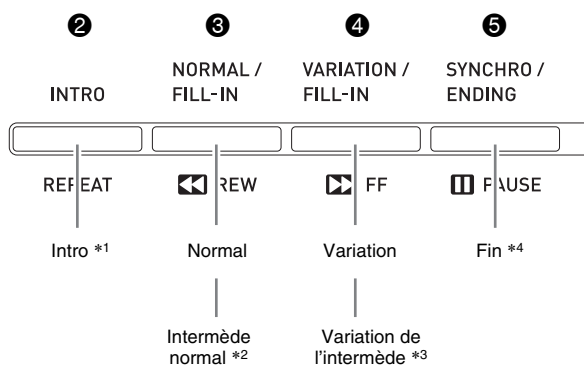 ❷ ❸ ❹ ❺
NORMAL / VARIATION / SYNCHRO /
INTRO FILL-IN FILL-IN ENDING
REPEAT REW FF PAUSE
Intro *1 Normal Variation Fin *4
Intermède Variation de
normal *2 l'intermède *3